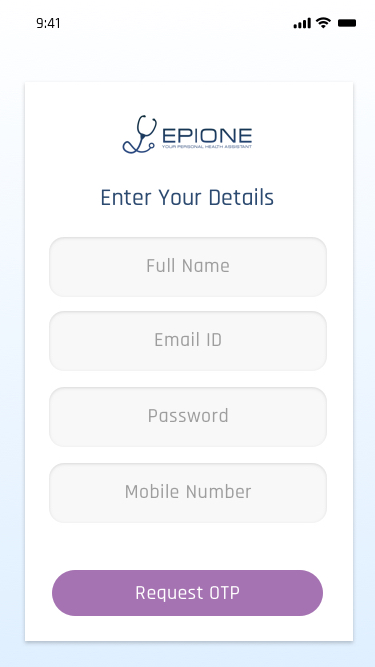 9:41
EPIONE
YOUR PERSONAL HEALTH ASSISTANT
Enter Your Details
Full Name
Email ID
Password
Mobile Number
Request OTP